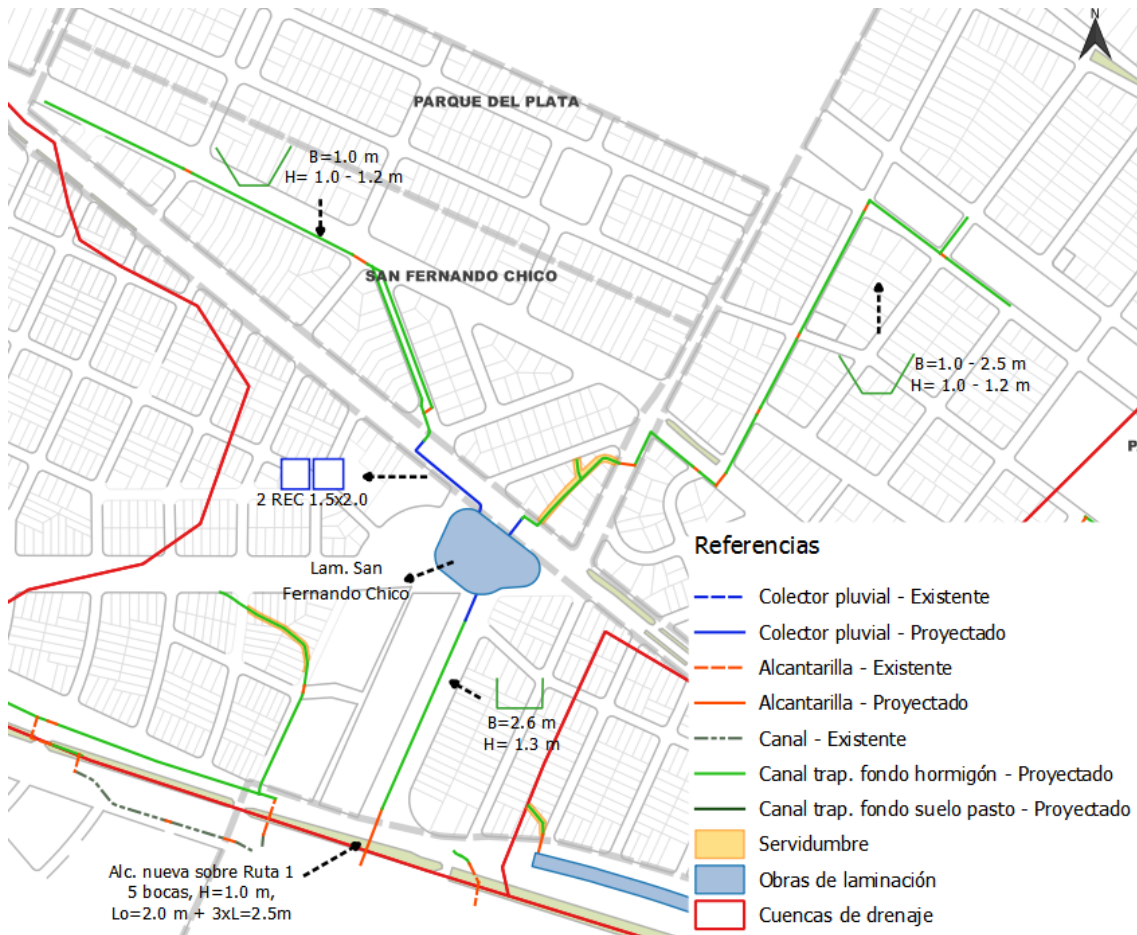 N
PARQUE DEL PLATA
B=1.0 m
H= 1.0 - 1.2 m
SAN FERNANDO CHICO
B=1.0 - 2.5 m
H= 1.0 - 1.2 m
P
2 REC 1.5x2.0
Lam. San
Fernando Chico
B=2.6 m
H= 1.3 m
Alc. nueva sobre Ruta 1
5 bocas, H=1.0 m,
Lo=2.0 m + 3xL=2.5m
Referencias
Colector pluvial - Existente
Colector pluvial - Proyectado
Alcantarilla - Existente
Alcantarilla - Proyectado
Canal - Existente
Canal trap. fondo hormigón - Proyectado
Canal trap. fondo suelo pasto - Proyectado
Servidumbre
Obras de laminación
Cuencas de drenaje